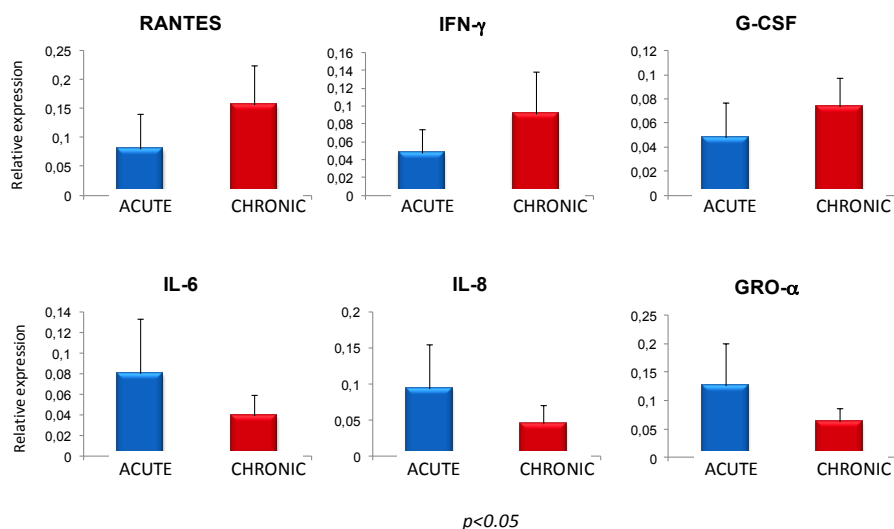 RANTES
IFN-γ
G-CSF
Relative expression
0,25
0,2
0,15
0,1
0,05
0
ACUTE
CHRONIC
0,16
0,14
0,12
0,1
0,08
0,06
0,04
0,02
0
ACUTE
CHRONIC
0,12
0,1
0,08
0,06
0,04
0,02
0
ACUTE
CHRONIC
IL-6
IL-8
GRO-α
Relative expression
0,14
0,12
0,1
0,08
0,06
0,04
0,02
0
ACUTE
CHRONIC
0,2
0,15
0,1
0,05
0
ACUTE
CHRONIC
0,25
0,2
0,15
0,1
0,05
0
ACUTE
CHRONIC
p<0.05